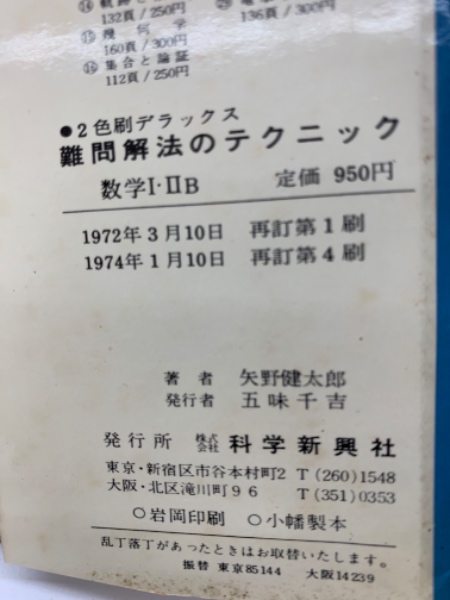 132頁/250円
136頁/300円
⑮幾何学
160頁/300円
⑯集合と論証
112頁/250円
●2色刷デラックス
難問解法のテクニック
数学I・IIB 定価 950円
1972年3月10日 再訂第1刷
1974年1月10日 再訂第4刷
著者 矢野健太郎
発行者 五味千吉
発行所 株式会社 科学新興社
東京・新宿区市谷本村町2 T(260)1548
大阪・北区滝川町96 T(351)0353
○岩岡印刷 ○小幡製本
乱丁落丁があったときはお取替いたします。
振替 東京85144 大阪14239